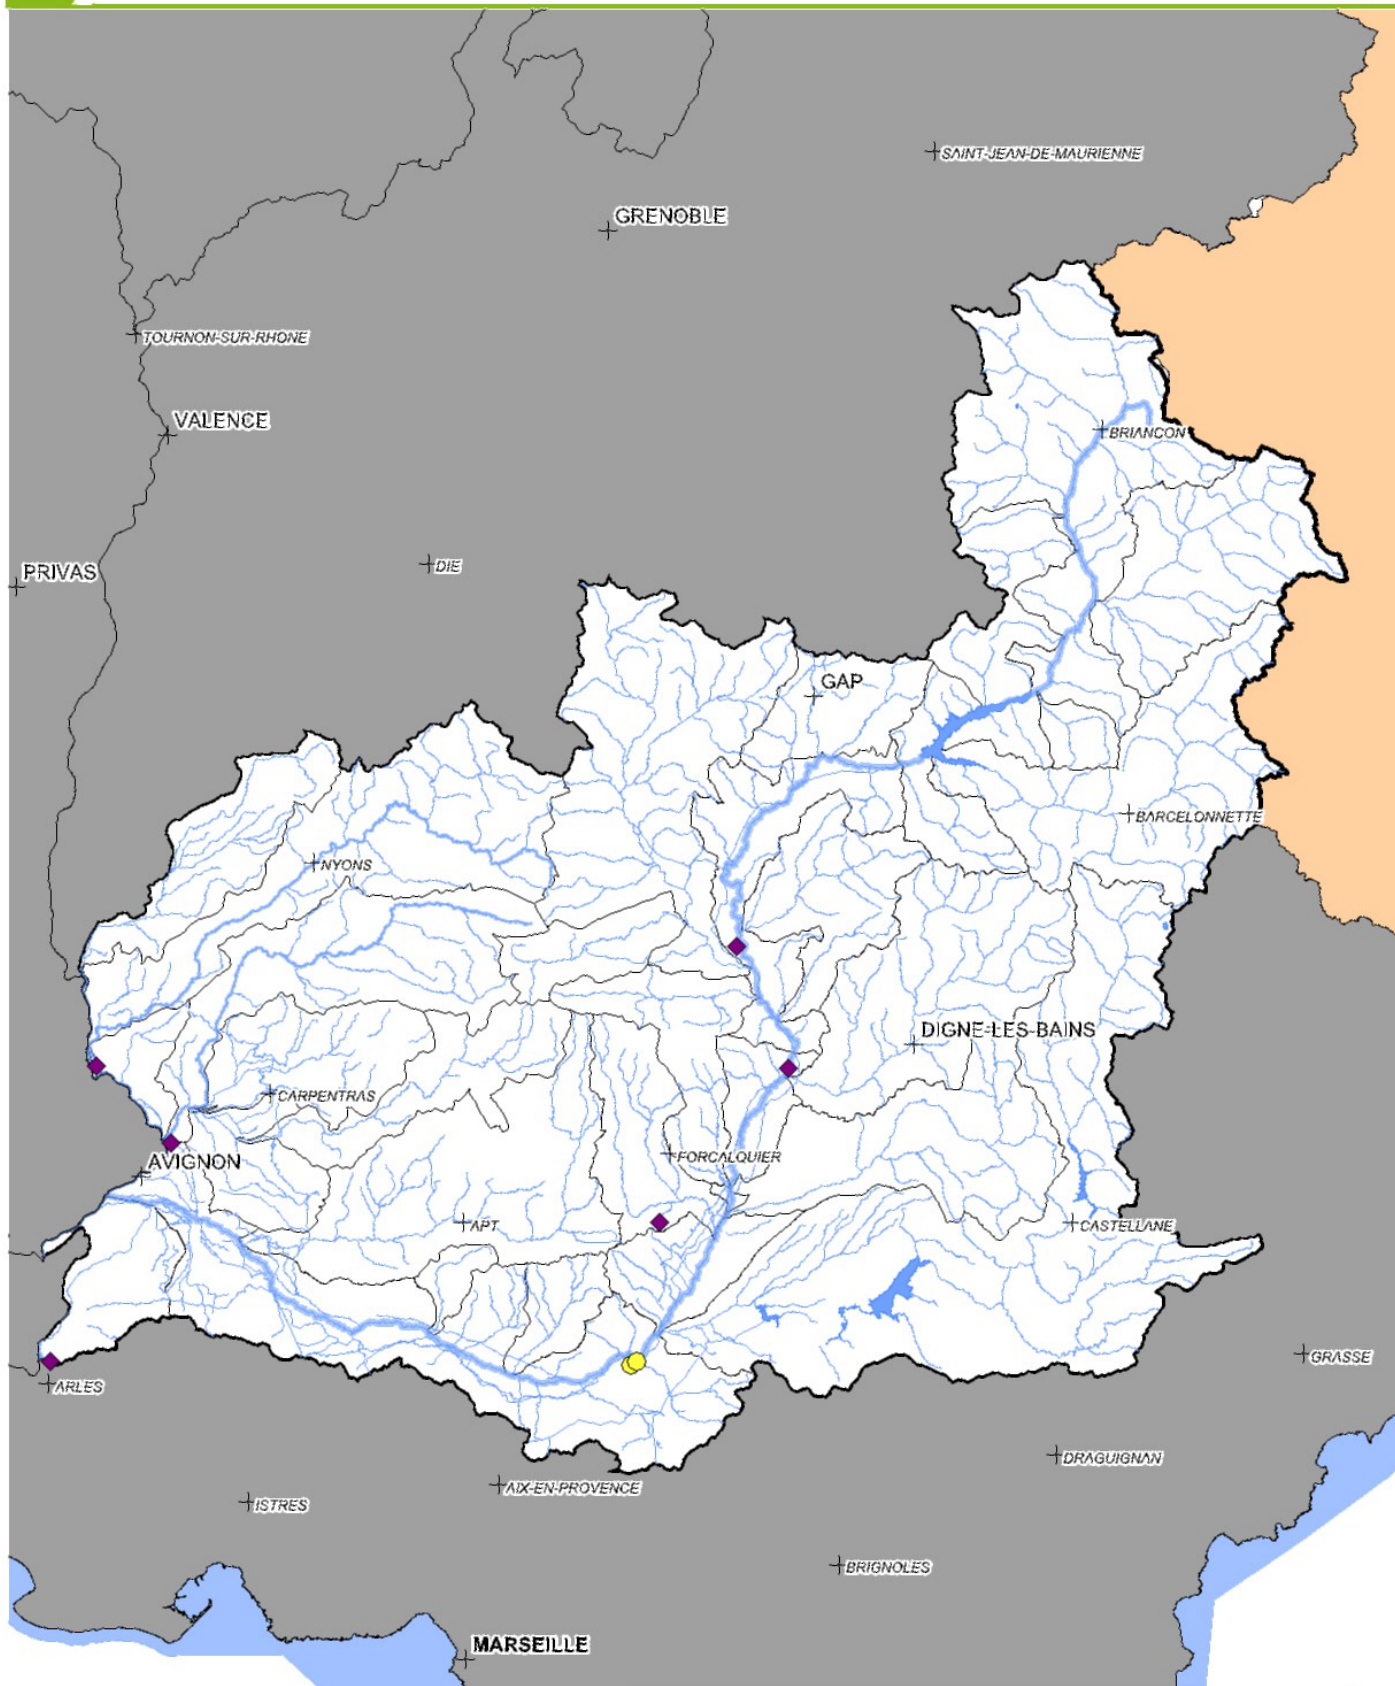 SAINT-JEAN-DE-MAURIENNE
GRENOBLE
TOURNON-SUR-RHONE
VALENCE
BRIANCON
DIE
PRIVAS
GAP
BARCELONNETTE
NYONS
DIGNE-LES-BAINS
CARPENTRAS
FORCALQUIER
AVIGNON
APT
CASTELLANE
GRASSE
ARLES
DRAGUIGNAN
AIX-EN-PROVENCE
ISTRES
BRIGNOLES
MARSEILLE